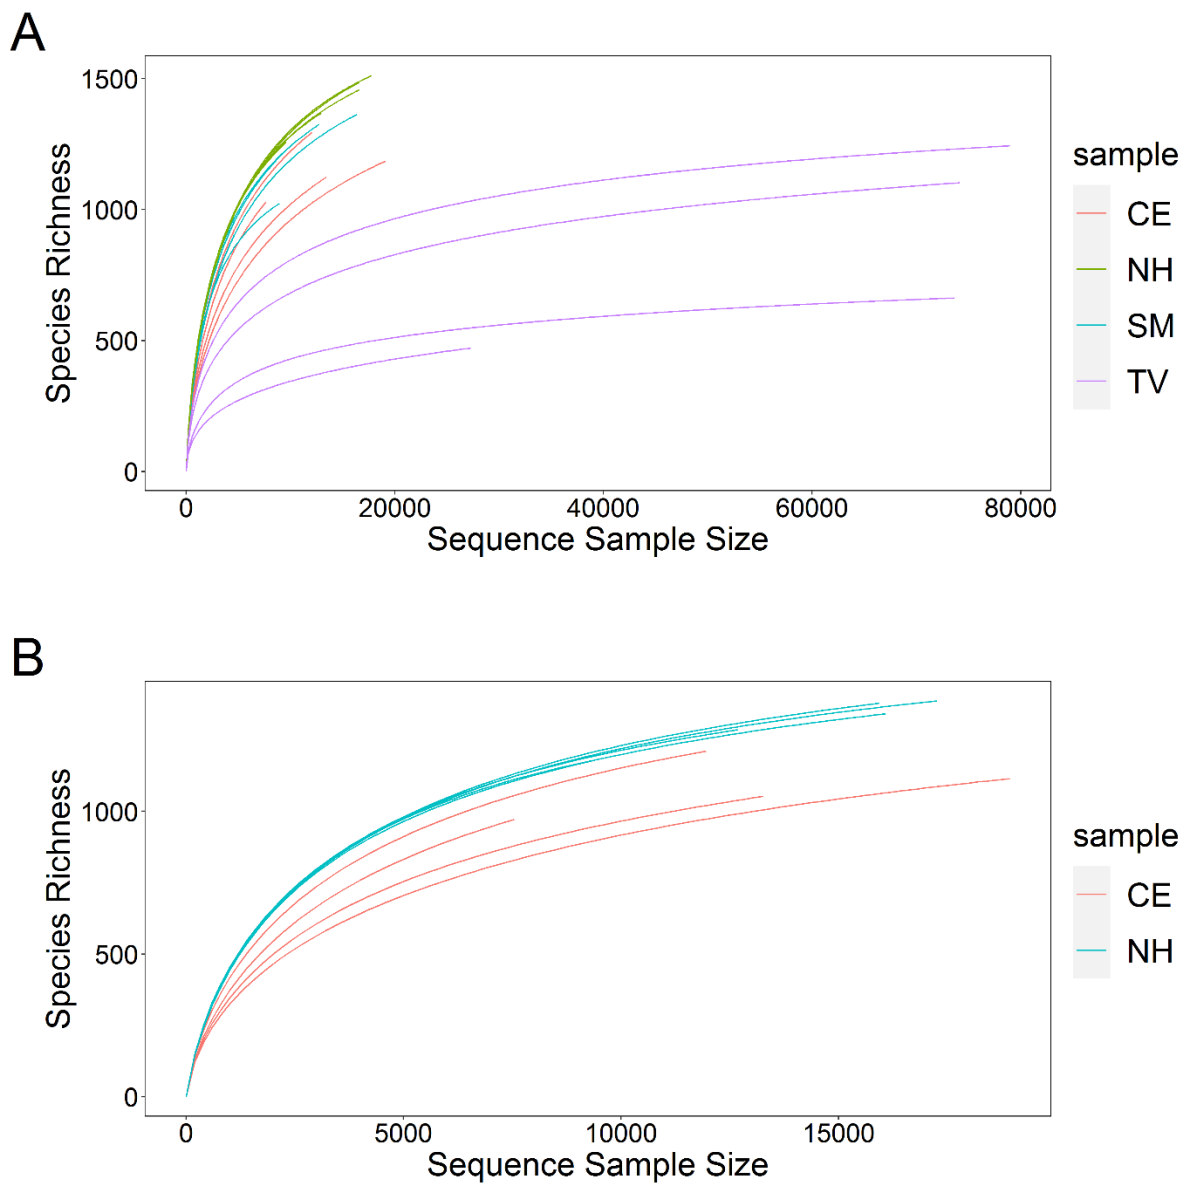 A
Species Richness
1500
1000
500
0
0 20000 40000 60000 80000
Sequence Sample Size
sample
CE
NH
SM
TV
B
Species Richness
1000
500
0
0 5000 10000 15000
Sequence Sample Size
sample
CE
NH